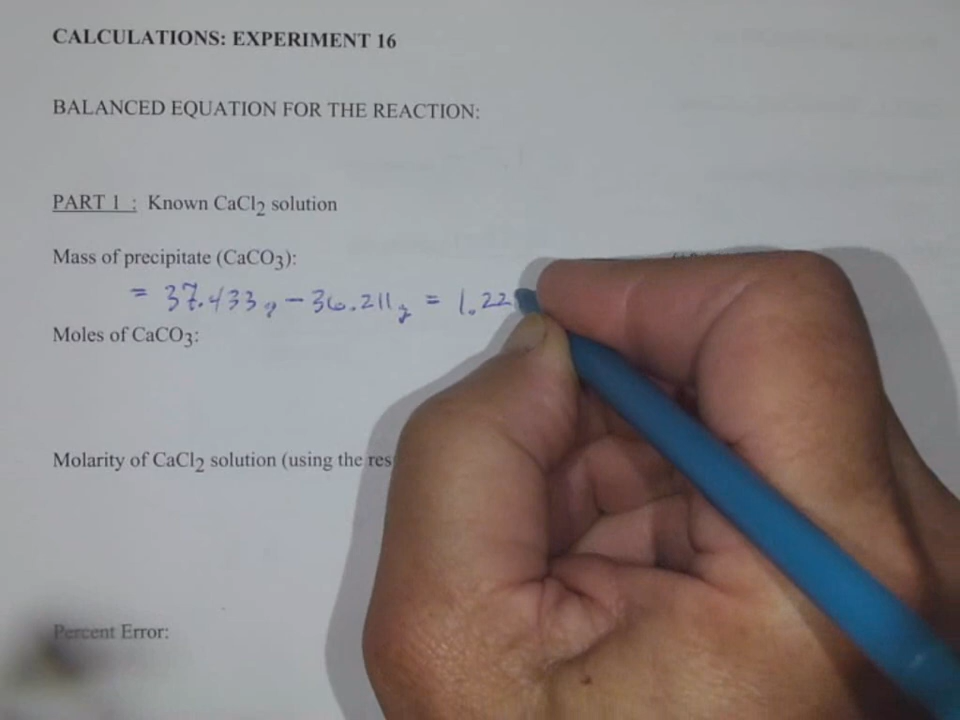 CALCULATIONS: EXPERIMENT 16
BALANCED EQUATION FOR THE REACTION:
PART 1 : Known CaCl2 solution
Mass of precipitate (CaCO3):
= 37.433g - 36.211g = 1.22
Moles of CaCO3:
Molarity of CaCl2 solution (using the res
Percent Error: